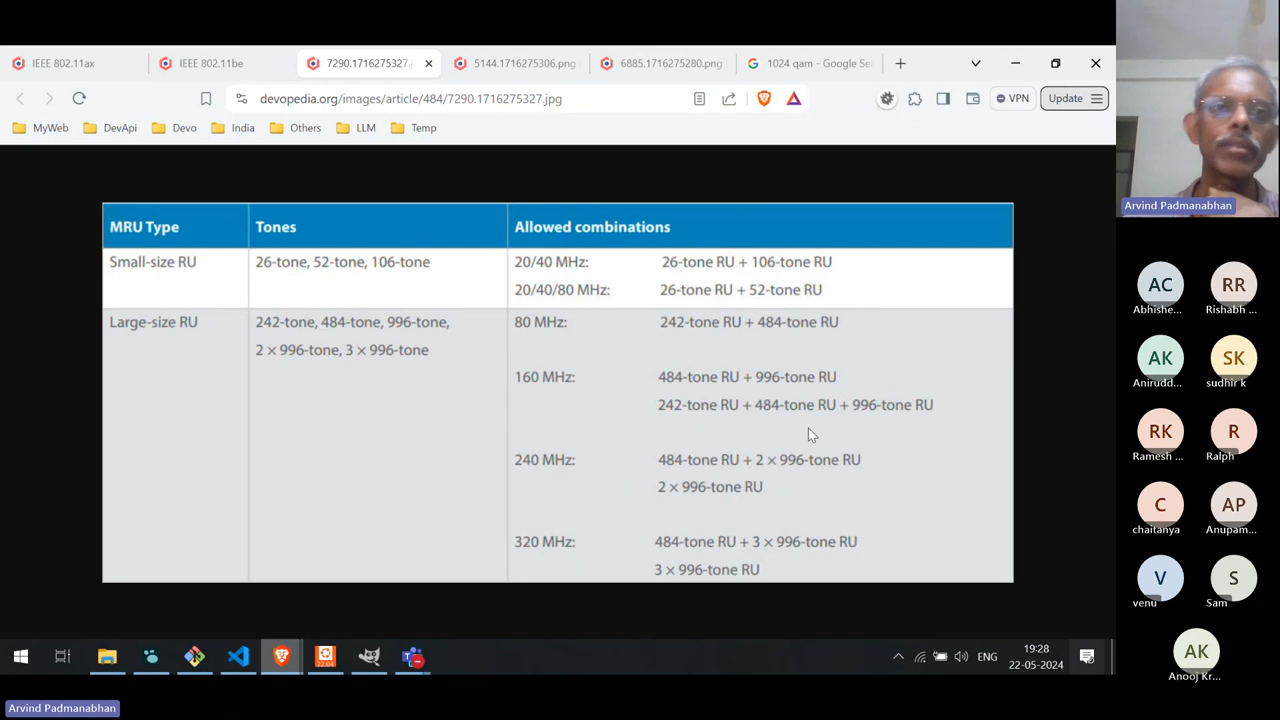 IEEE 802.11ax
IEEE 802.11be
7290.1716275327.
5144.1716275306.png
6885.1716275280.png
1024 qam - Google Sea
devopedia.org/images/article/484/7290.1716275327.jpg
VPN
Update
MyWeb
DevApi
Devo
India
Others
LLM
Temp
MRU Type
Tones
Allowed combinations
Small-size RU
26-tone, 52-tone, 106-tone
20/40 MHz: 26-tone RU + 106-tone RU
20/40/80 MHz: 26-tone RU + 52-tone RU
Large-size RU
242-tone, 484-tone, 996-tone,
2 × 996-tone, 3 × 996-tone
80 MHz: 242-tone RU + 484-tone RU
160 MHz: 484-tone RU + 996-tone RU
242-tone RU + 484-tone RU + 996-tone RU
240 MHz: 484-tone RU + 2 × 996-tone RU
2 × 996-tone RU
320 MHz: 484-tone RU + 3 × 996-tone RU
3 × 996-tone RU
22.04
ENG
19:28
22-05-2024
Arvind Padmanabhan
Arvind Padmanabhan
AC
Abhishe...
RR
Rishabh ...
AK
Anirudd...
SK
sudhir k
RK
Ramesh ...
R
Ralph
C
chaitanya
AP
Anupam...
V
venu
S
Sam
AK
Anooj Kr...